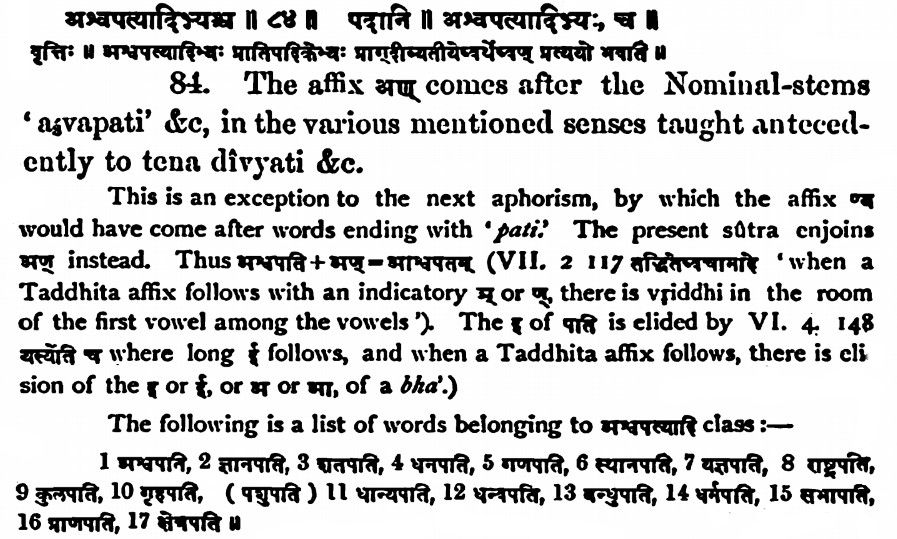 अश्वपत्यादिभ्यश्च ॥ ८४ ॥ पदानि ॥ अश्वपत्यादिभ्यः, च ॥
वृत्तिः ॥ अश्वपत्यादिभ्यः प्रातिपदिकेभ्यः प्राग्दीव्यतीयेष्वर्थेष्वण् प्रत्ययो भवति ॥
84. The affix अण् comes after the Nominal-stems
‘aśvapati’ &c, in the various mentioned senses taught anteced-
ently to tena dîvyati &c.
This is an exception to the next aphorism, by which the affix ण्य
would have come after words ending with ‘pati.’ The present sûtra enjoins
अण् instead. Thus अश्वपति + अण् = आश्वपतम् (VII. 2 117 तद्धितेष्वचामादेः ‘when a
Taddhita affix follows with an indicatory ञ् or ण्, there is vṛiddhi in the room
of the first vowel among the vowels’). The इ of पति is elided by VI. 4. 148
यस्येति च where long ई follows, and when a Taddhita affix follows, there is eli
sion of the इ or ई, or अ or आ, of a bha’.)
The following is a list of words belonging to अश्वपत्यादि class :—
1 अश्वपति, 2 ज्ञानपति, 3 शतपति, 4 धनपति, 5 गणपति, 6 स्थानपति, 7 यज्ञपति, 8 राष्ट्रपति,
9 कुलपति, 10 गृहपति, ( पशुपति ) 11 धान्यपति, 12 धन्वपति, 13 बन्धुपति, 14 धर्मपति, 15 सभापति,
16 प्राणपति, 17 क्षेत्रपति ॥